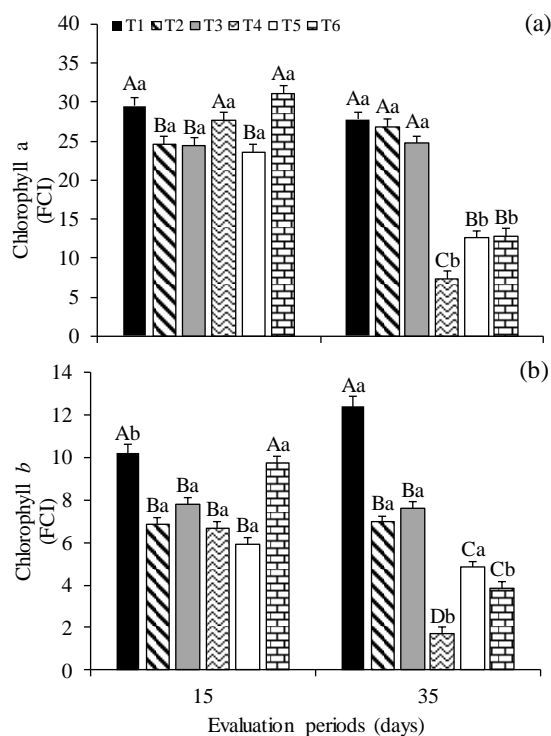 (a)
T1 T2 T3 T4 T5 T6
40
35
30
25
20
15
10
5
0
Chlorophyll a
(FCI)
Aa Ba Ba Aa Ba Aa
Aa Aa Aa Cb Bb Bb
(b)
14
12
10
8
6
4
2
0
Chlorophyll b
(FCI)
Ab Ba Ba Ba Ba Aa
Aa Ba Ba Db Ca Cb
15 35
Evaluation periods (days)